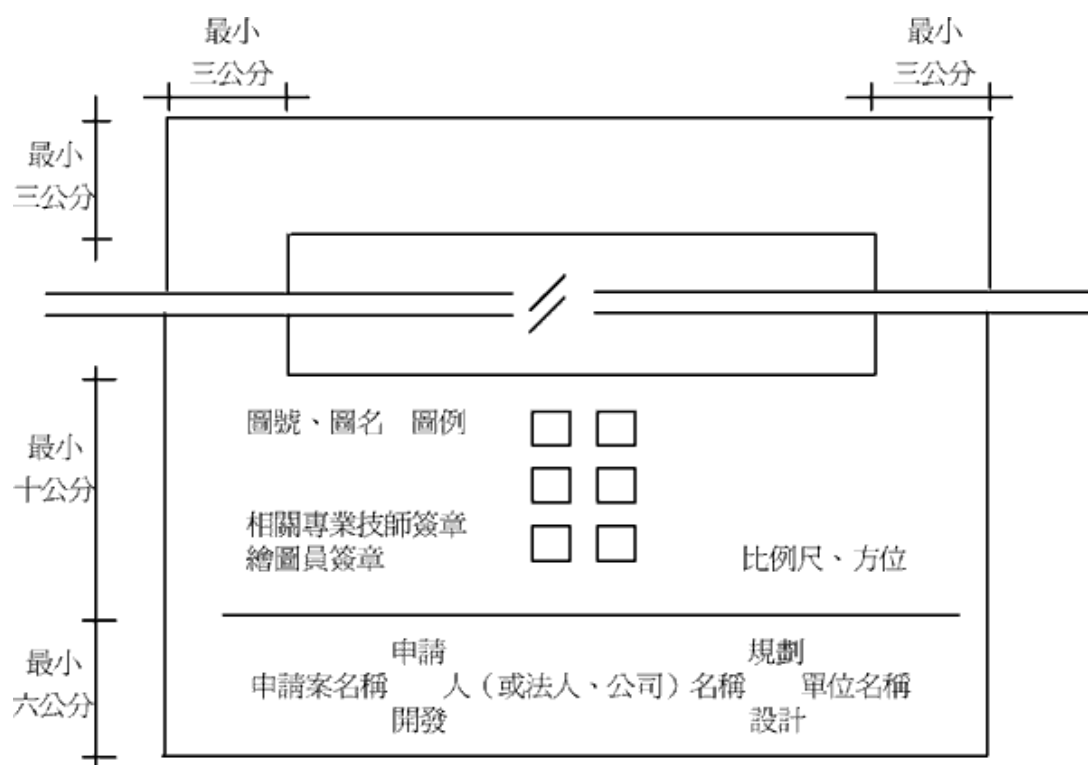 最小
三公分
最小
三公分
最小
三公分
圖號、圖名　圖例
最小
十公分
相關專業技師簽章
繪圖員簽章
比例尺、方位
最小
六公分
申請　規劃
申請案名稱　人（或法人、公司）名稱　單位名稱
開發　設計